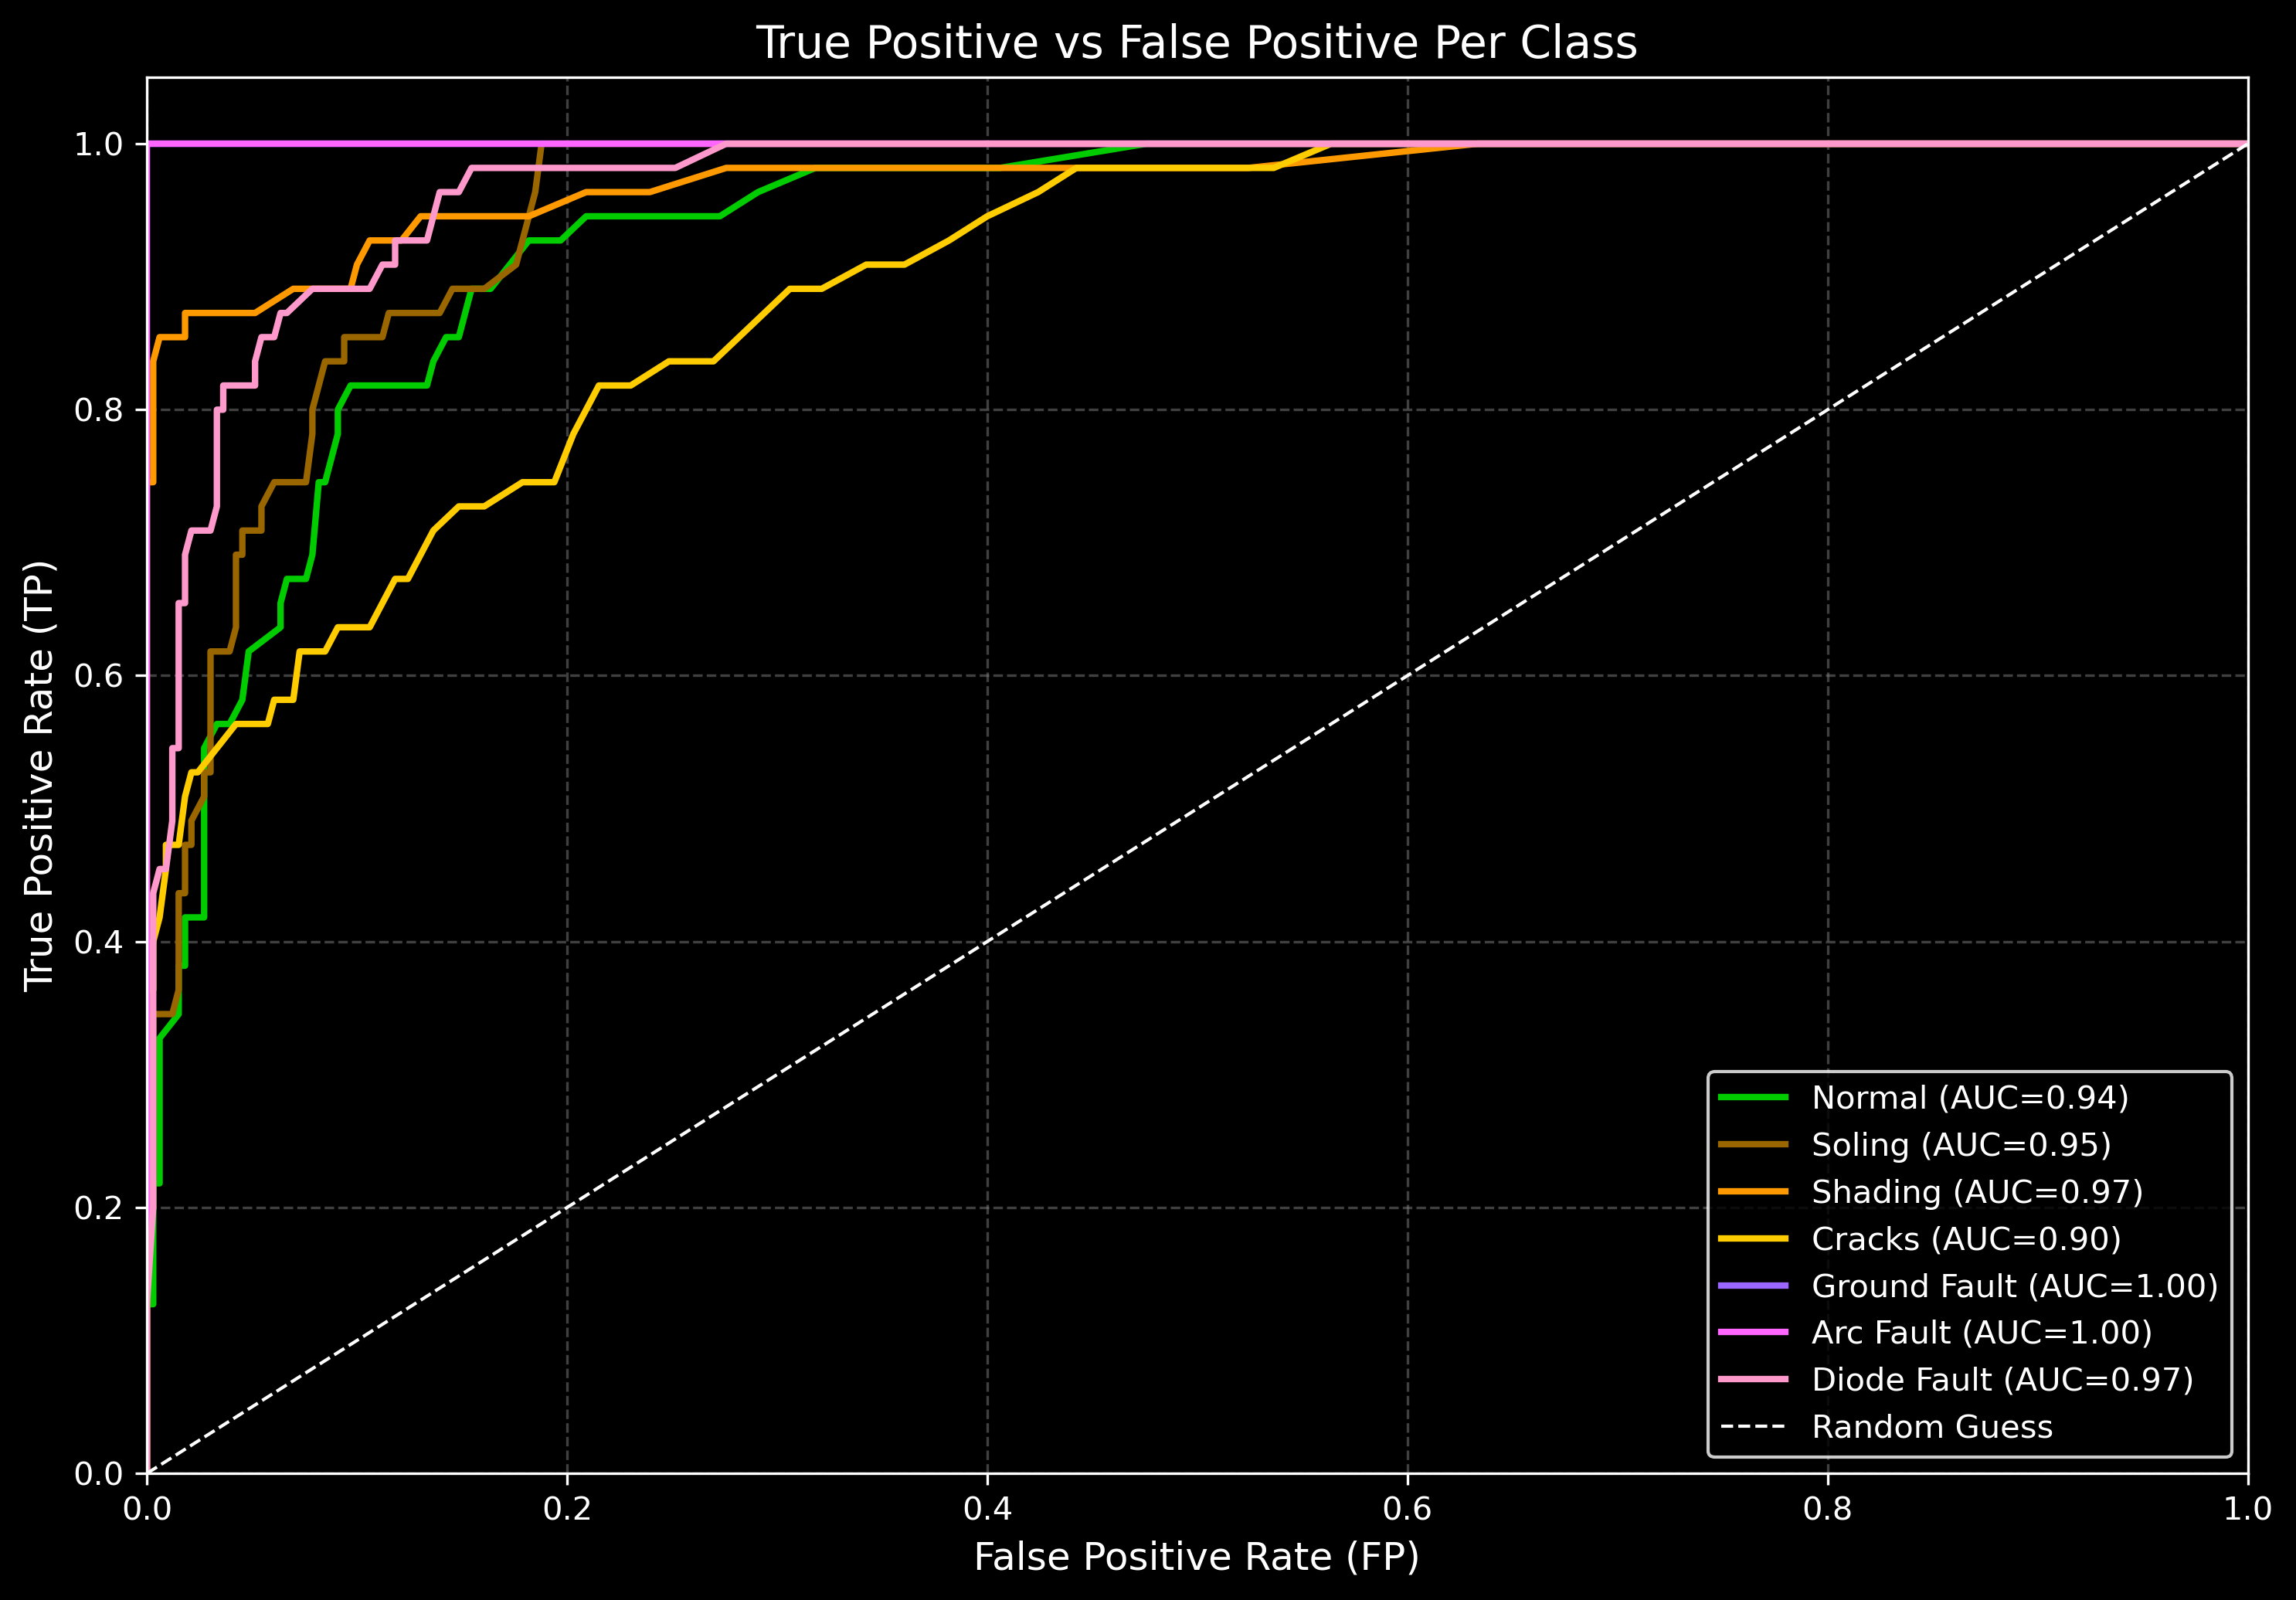 True Positive vs False Positive Per Class
1.0
0.8
0.6
0.4
0.2
0.0
True Positive Rate (TP)
0.0 0.2 0.4 0.6 0.8 1.0
False Positive Rate (FP)
Normal (AUC=0.94)
Soling (AUC=0.95)
Shading (AUC=0.97)
Cracks (AUC=0.90)
Ground Fault (AUC=1.00)
Arc Fault (AUC=1.00)
Diode Fault (AUC=0.97)
Random Guess